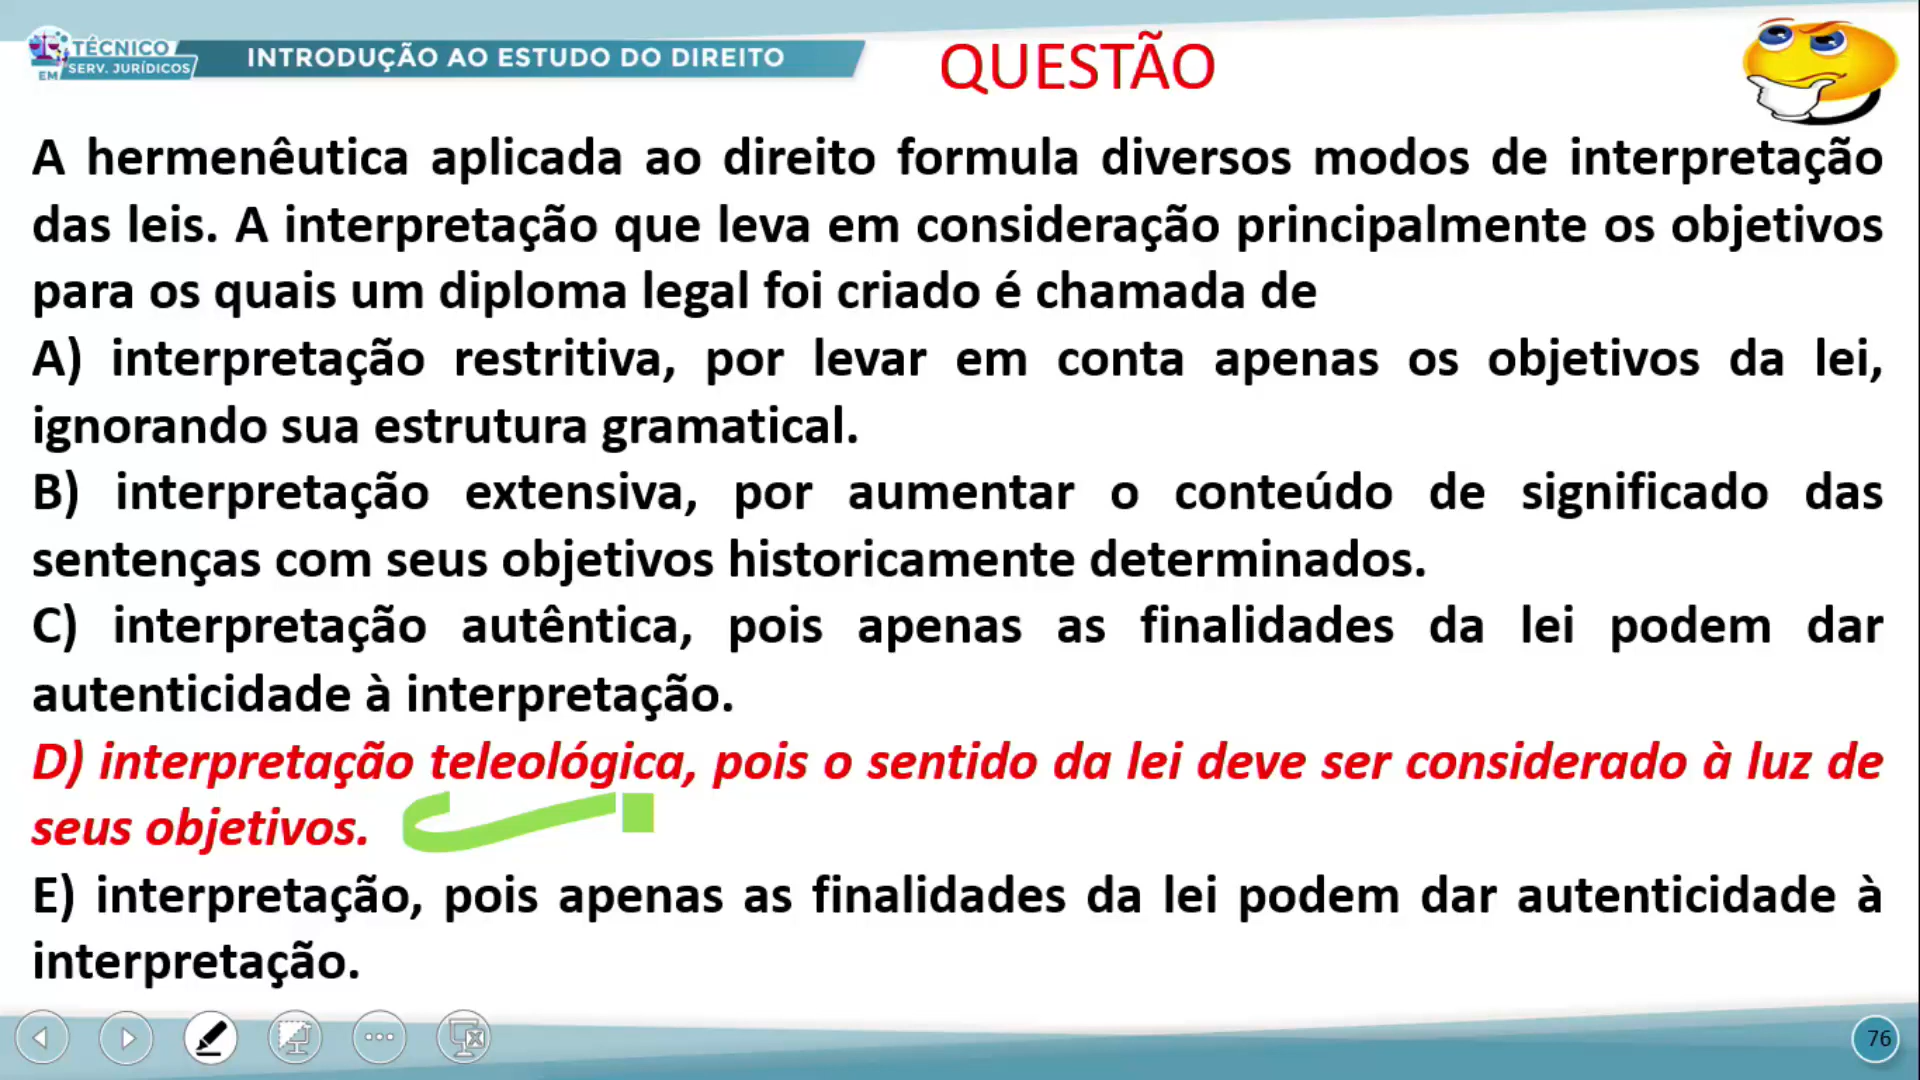 TÉCNICO
EM SERV. JURÍDICOS
INTRODUÇÃO AO ESTUDO DO DIREITO
QUESTÃO
A hermenêutica aplicada ao direito formula diversos modos de interpretação
das leis. A interpretação que leva em consideração principalmente os objetivos
para os quais um diploma legal foi criado é chamada de
A) interpretação restritiva, por levar em conta apenas os objetivos da lei,
ignorando sua estrutura gramatical.
B) interpretação extensiva, por aumentar o conteúdo de significado das
sentenças com seus objetivos historicamente determinados.
C) interpretação autêntica, pois apenas as finalidades da lei podem dar
autenticidade à interpretação.
D) interpretação teleológica, pois o sentido da lei deve ser considerado à luz de
seus objetivos.
E) interpretação, pois apenas as finalidades da lei podem dar autenticidade à
interpretação.
76